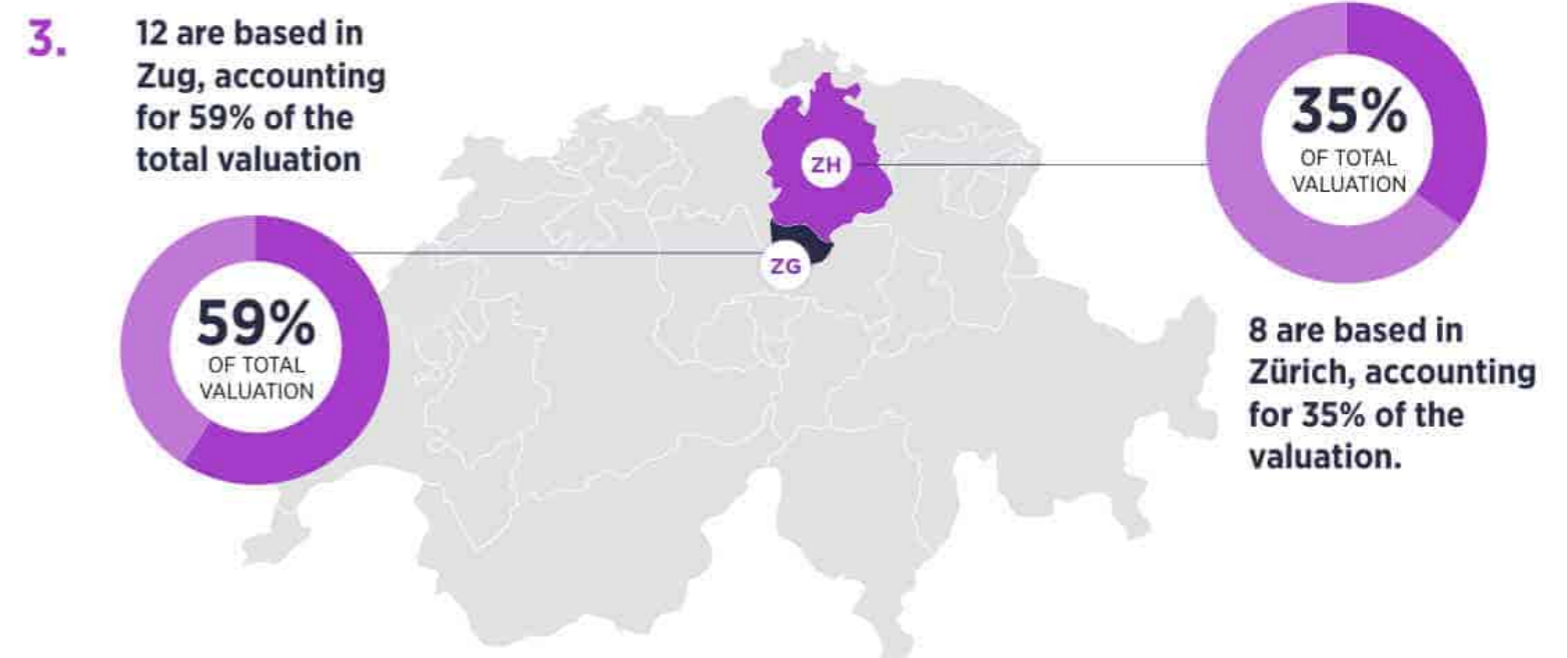 3.
12 are based in
Zug, accounting
for 59% of the
total valuation
59%
OF TOTAL
VALUATION
ZH
ZG
35%
OF TOTAL
VALUATION
8 are based in
Zürich, accounting
for 35% of the
valuation.